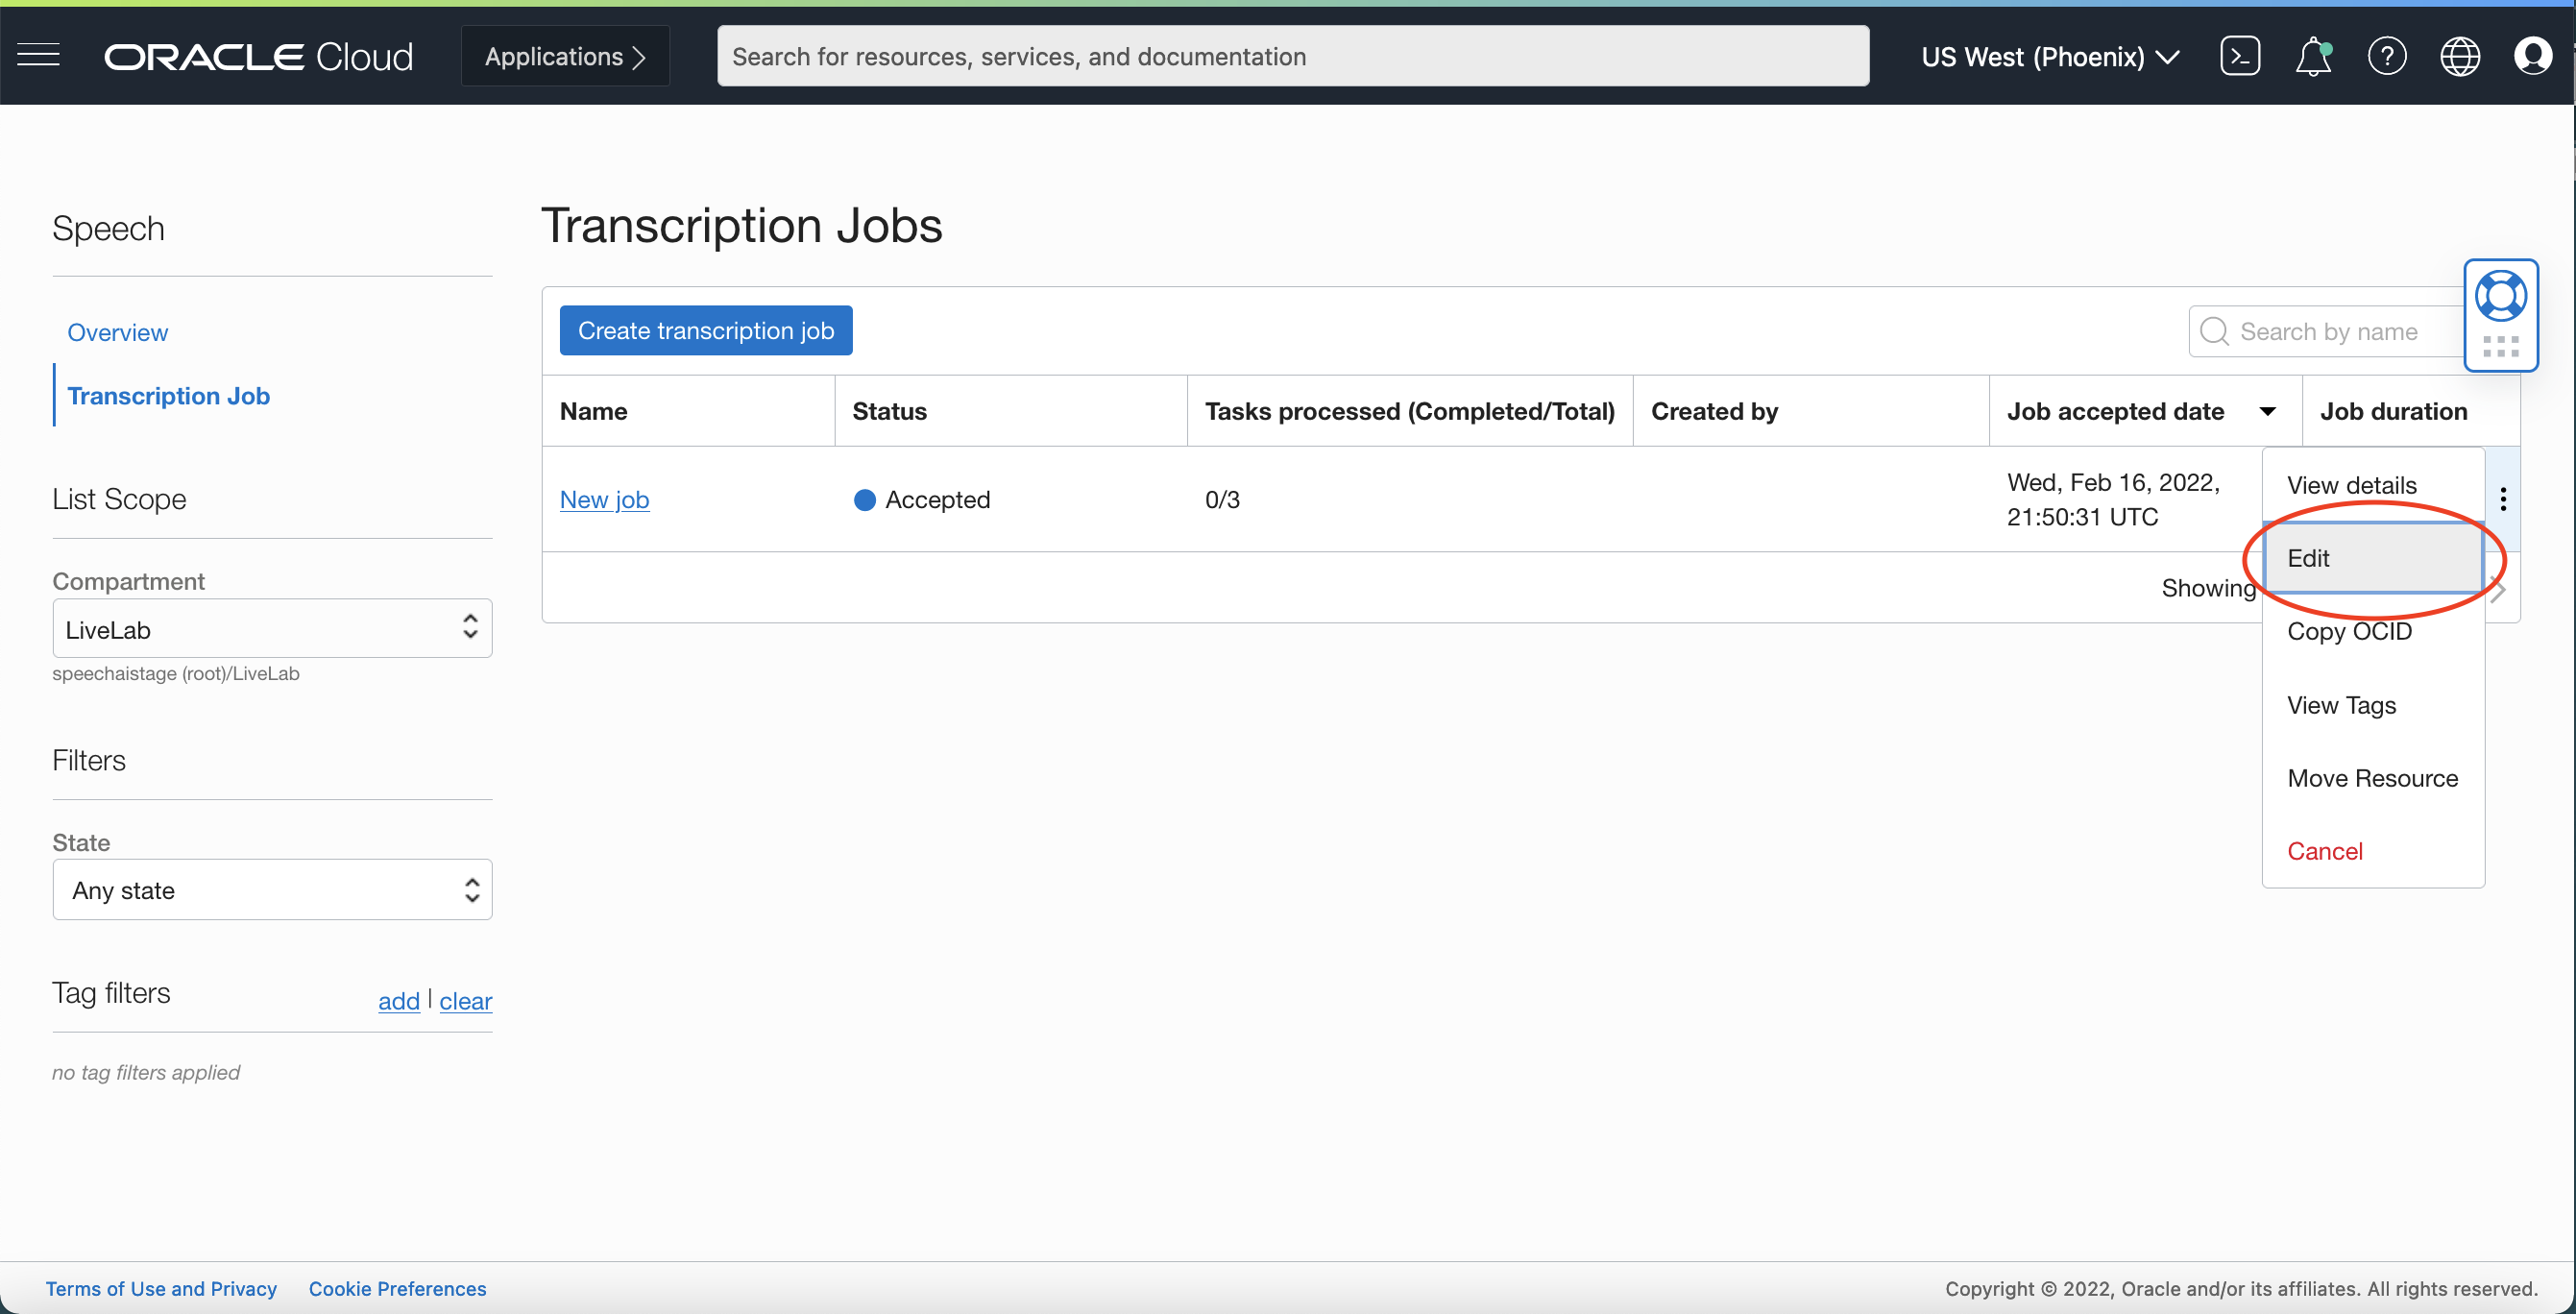 ORACLE Cloud
Applications
Search for resources, services, and documentation
US West (Phoenix)
Speech
Overview
Transcription Job
List Scope
Compartment
LiveLab
speechaistage (root)/LiveLab
Filters
State
Any state
Tag filters
add | clear
no tag filters applied
Transcription Jobs
Create transcription job
Search by name
Name Status Tasks processed (Completed/Total) Created by Job accepted date Job duration
New job Accepted 0/3 Wed, Feb 16, 2022,
21:50:31 UTC
Showing
View details
Edit
Copy OCID
View Tags
Move Resource
Cancel
Terms of Use and Privacy Cookie Preferences
Copyright © 2022, Oracle and/or its affiliates. All rights reserved.